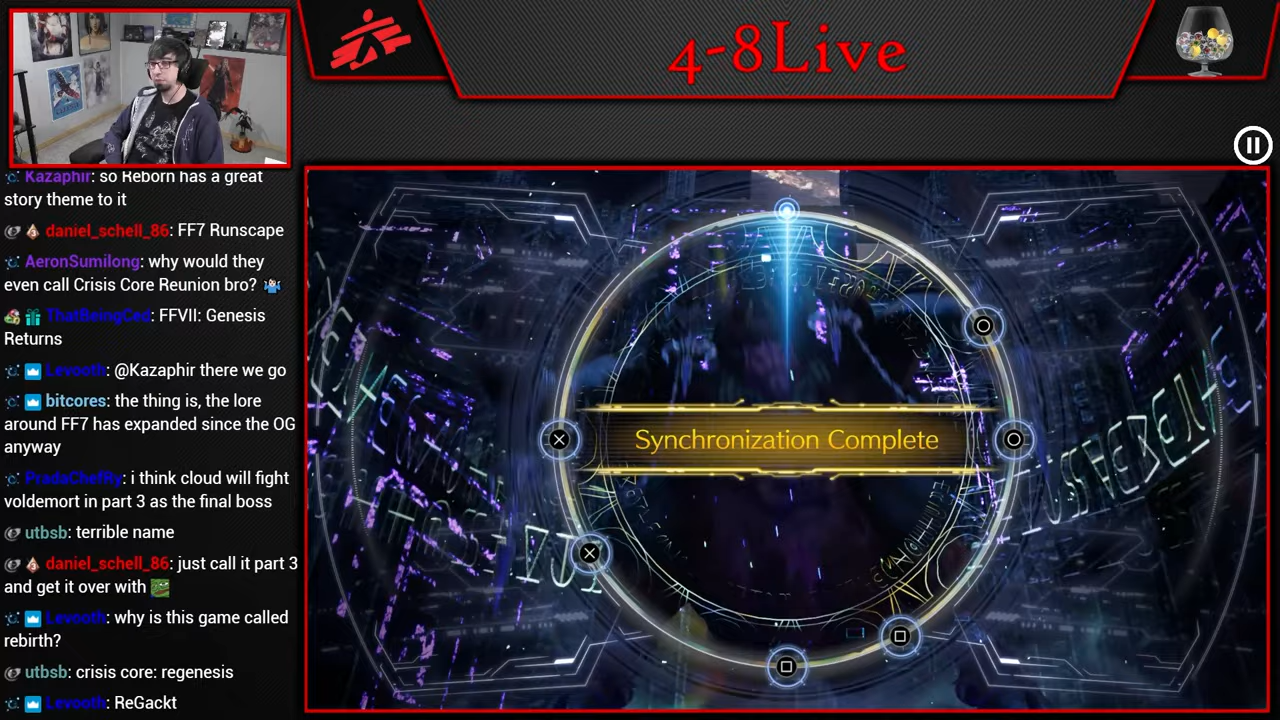 4-8Live
Kazaphir: so Reborn has a great
story theme to it
daniel_schell_86: FF7 Runscape
AeronSumilong: why would they
even call Crisis Core Reunion bro?
ThatBeingCed: FFVII: Genesis
Returns
Levooth: @Kazaphir there we go
bitcores: the thing is, the lore
around FF7 has expanded since the OG
anyway
PradaChefRy: i think cloud will fight
voldemort in part 3 as the final boss
utbsb: terrible name
daniel_schell_86: just call it part 3
and get it over with
Levooth: why is this game called
rebirth?
utbsb: crisis core: regenesis
Levooth: ReGackt
Synchronization Complete